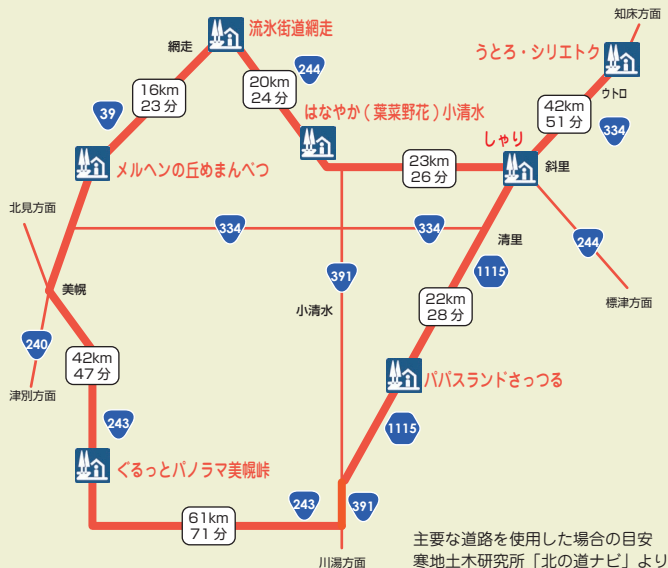 知床方面
流氷街道網走
網走
うとろ・シリエトク
ウトロ
16km
23分
20km
24分
244
42km
51分
39
はなやか(葉菜野花)小清水
334
しゃり
斜里
メルヘンの丘めまんべつ
23km
26分
北見方面
334
334
清里
244
391
1115
美幌
小清水
22km
28分
標津方面
240
42km
47分
津別方面
パパスランドさっつる
243
1115
ぐるっとパノラマ美幌峠
243
391
61km
71分
川湯方面
主要な道路を使用した場合の目安
寒地土木研究所「北の道ナビ」より